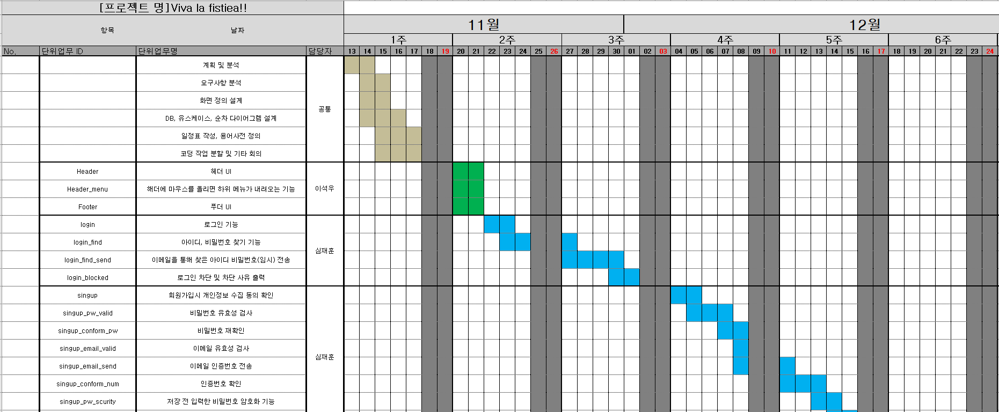 [프로젝트 명]Viva la fistiea!!
항목 날짜 11월 12월
1주 2주 3주 4주 5주 6주
No. 단위업무 ID 단위업무명 담당자 13 14 15 16 17 18 19 20 21 22 23 24 25 26 27 28 29 30 01 02 03 04 05 06 07 08 09 10 11 12 13 14 15 16 17 18 19 20 21 22 23 24
계획 및 분석
요구사항 분석
화면 정의 설계
공통
DB, 유스케이스, 순차 다이어그램 설계
일정표 작성, 용어사전 정의
코딩 작업 분할 및 기타 회의
Header 헤더 UI
Header_menu 해더에 마우스를 올리면 하위 메뉴가 내려오는 기능 이석우
Footer 푸더 UI
login 로그인 기능
login_find 아이디, 비밀번호 찾기 기능
심재훈
login_find_send 이메일을 통해 찾은 아이디 비밀번호(임시) 전송
login_blocked 로그인 차단 및 차단 사유 출력
singup 회원가입시 개인정보 수집 동의 확인
singup_pw_valid 비밀번호 유효성 검사
singup_conform_pw 비밀번호 재확인
singup_email_valid 이메일 유효성 검사
심재훈
singup_email_send 이메일 인증번호 전송
singup_conform_num 인증번호 확인
singup_pw_scurity 저장 전 입력한 비밀번호 암호화 기능